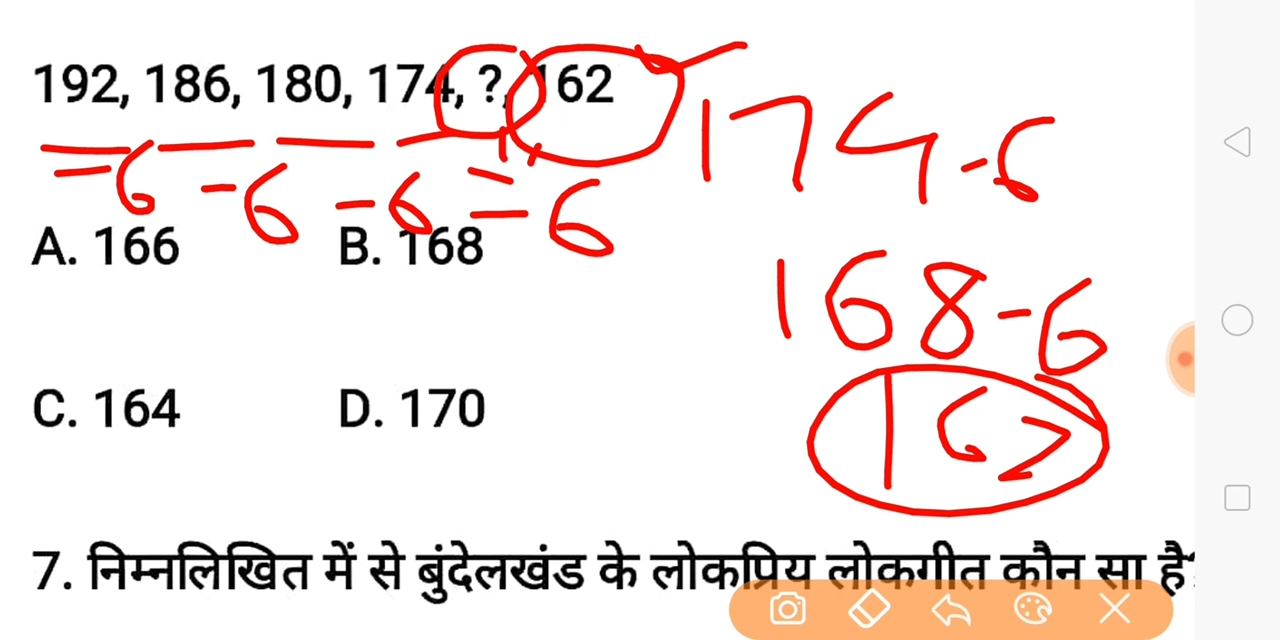 192, 186, 180, 174, ?, 162
174-6
-6 -6 -6 = -6
A. 166 B. 168
168-6
C. 164 D. 170
162
7. निम्नलिखित में से बुंदेलखंड के लोकप्रिय लोकगीत कौन सा है?